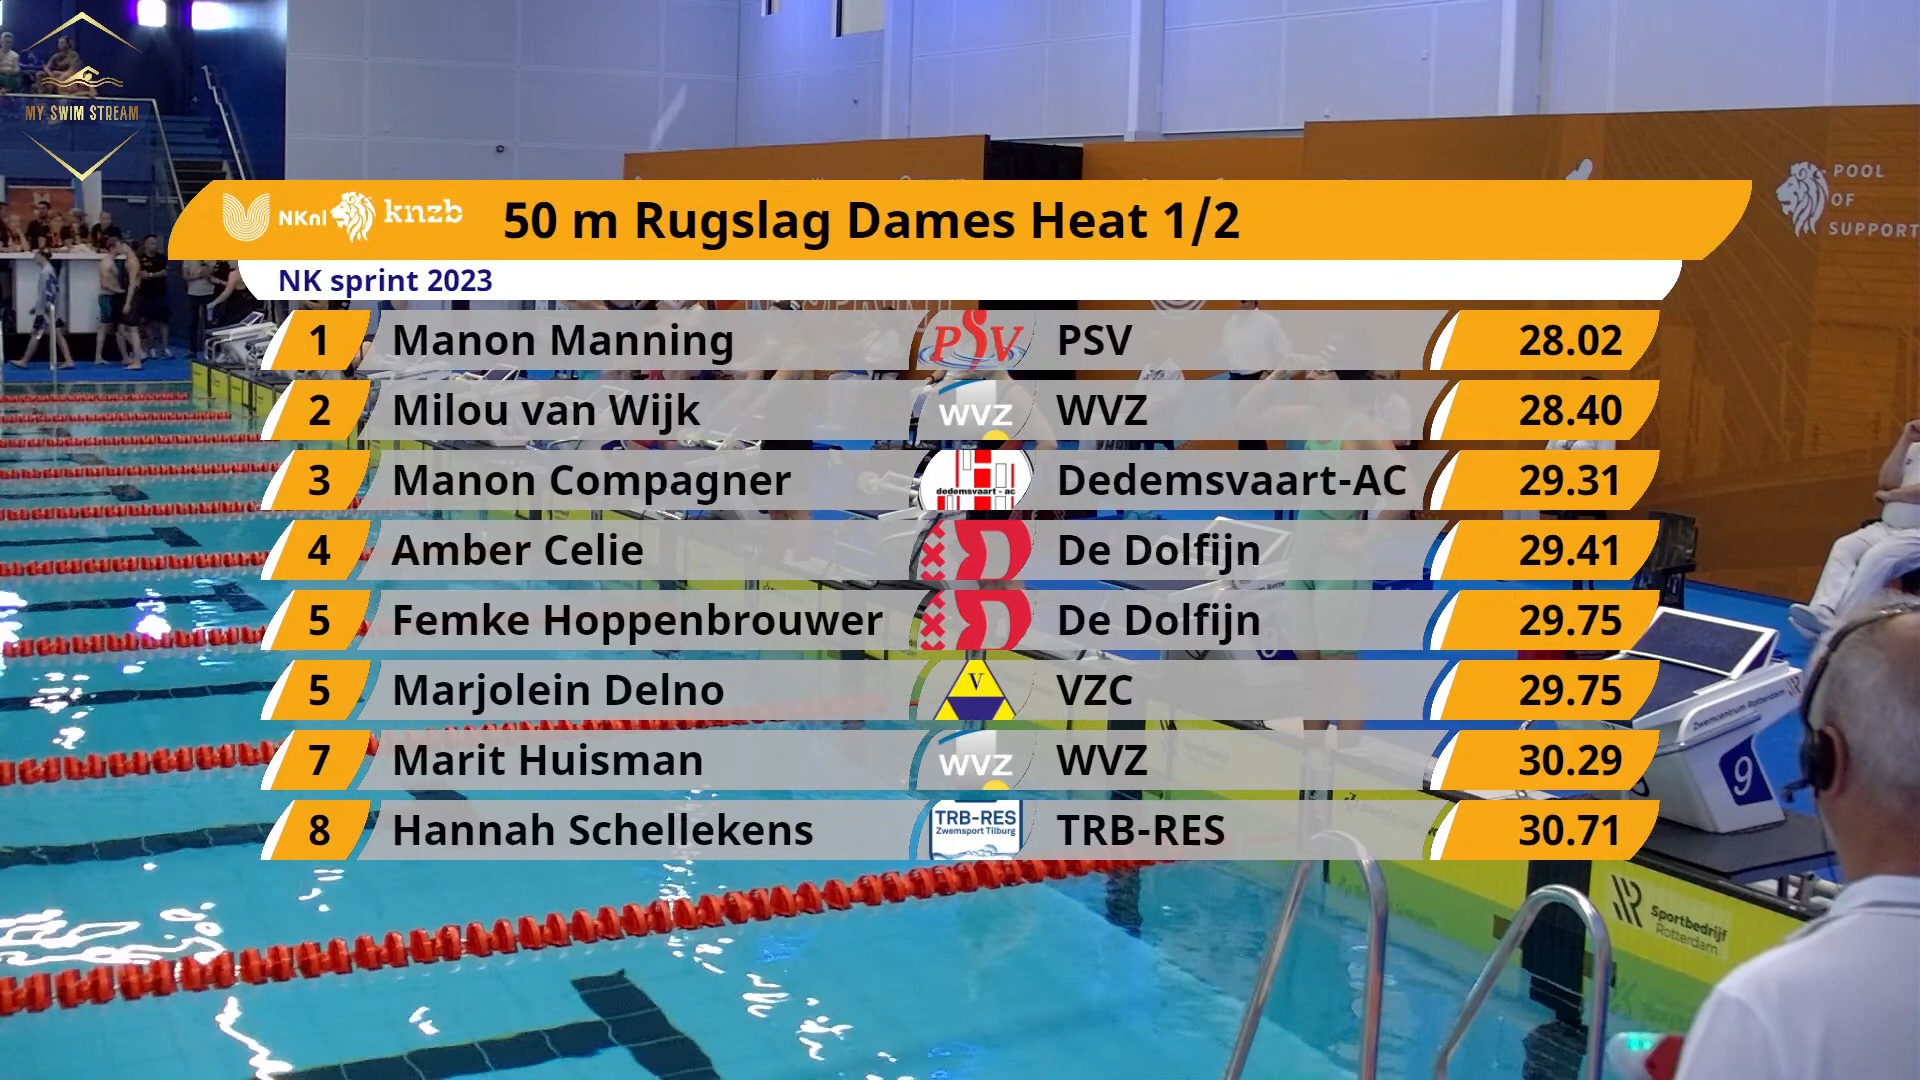 MY SWIM STREAM
NKnl knzb 50 m Rugslag Dames Heat 1/2
NK sprint 2023
1 Manon Manning PSV PSV 28.02
2 Milou van Wijk WVZ WVZ 28.40
3 Manon Compagner dedemsvaart - ac Dedemsvaart-AC 29.31
4 Amber Celie De Dolfijn 29.41
5 Femke Hoppenbrouwer De Dolfijn 29.75
5 Marjolein Delno V VZC 29.75
7 Marit Huisman WVZ WVZ 30.29
8 Hannah Schellekens TRB-RES Zwemsport Tilburg TRB-RES 30.71
POOL
OF
SUPPORT
Zwemcentrum Rotterdam
9
Sportbedrijf
Rotterdam